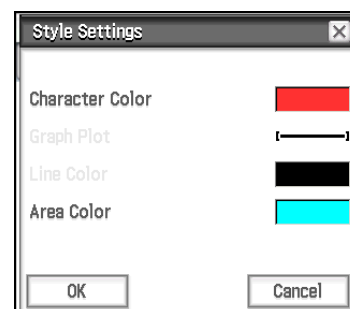 Style Settings
Character Color
Graph Plot
Line Color
Area Color
OK
Cancel